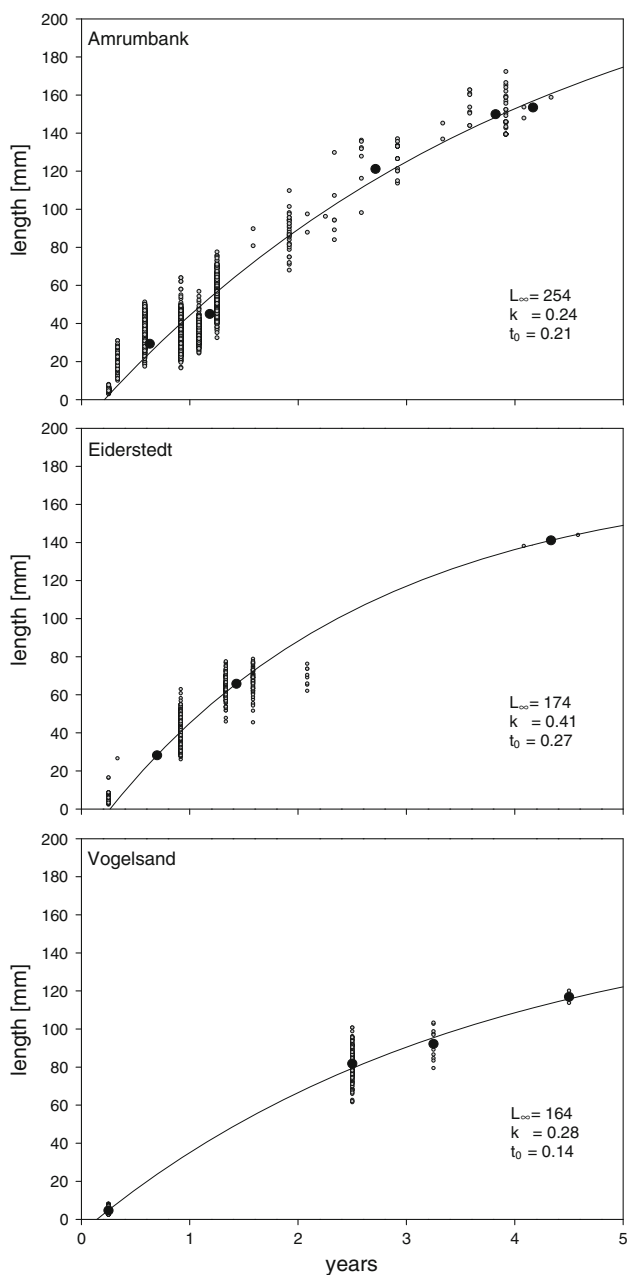 200
Amrumbank
180
160
140
120
100
80
60
40
20
0
length [mm]
L∞= 254
k = 0.24
t0 = 0.21
200
Eiderstedt
180
160
140
120
100
80
60
40
20
0
length [mm]
L∞= 174
k = 0.41
t0 = 0.27
200
Vogelsand
180
160
140
120
100
80
60
40
20
0
length [mm]
L∞= 164
k = 0.28
t0 = 0.14
0 1 2 3 4 5
years